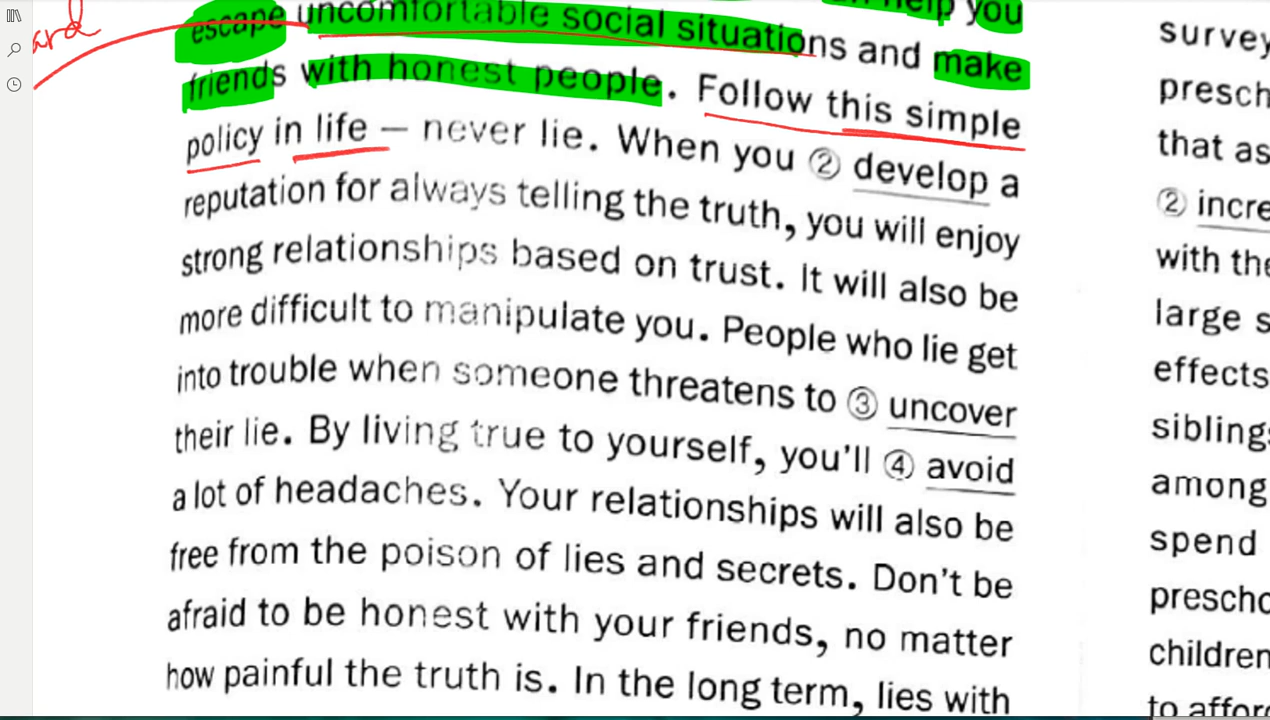 help you
escape uncomfortable social situations and make
friends with honest people. Follow this simple
policy in life — never lie. When you ② develop a
reputation for always telling the truth, you will enjoy
strong relationships based on trust. It will also be
more difficult to manipulate you. People who lie get
into trouble when someone threatens to ③ uncover
their lie. By living true to yourself, you'll ④ avoid
a lot of headaches. Your relationships will also be
free from the poison of lies and secrets. Don't be
afraid to be honest with your friends, no matter
how painful the truth is. In the long term, lies with
survey
presch
that as
② incre
with the
large s
effects
siblings
among
spend
prescho
children
to affor